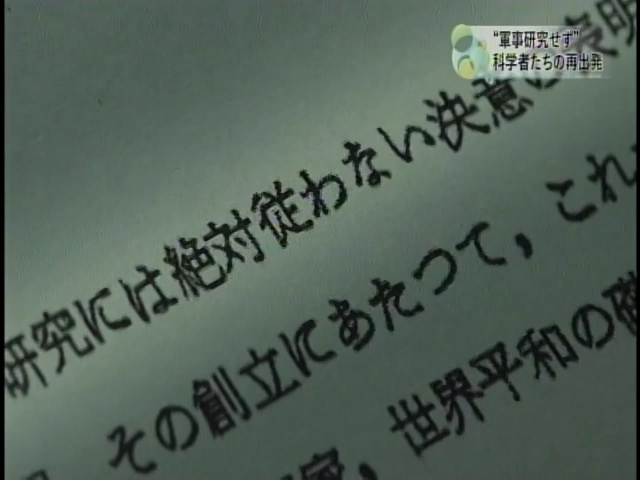 “軍事研究せず”
科学者たちの再出発
研究には絶対従わない決意の表明
その創立にあたつて，これ
，世界平和の